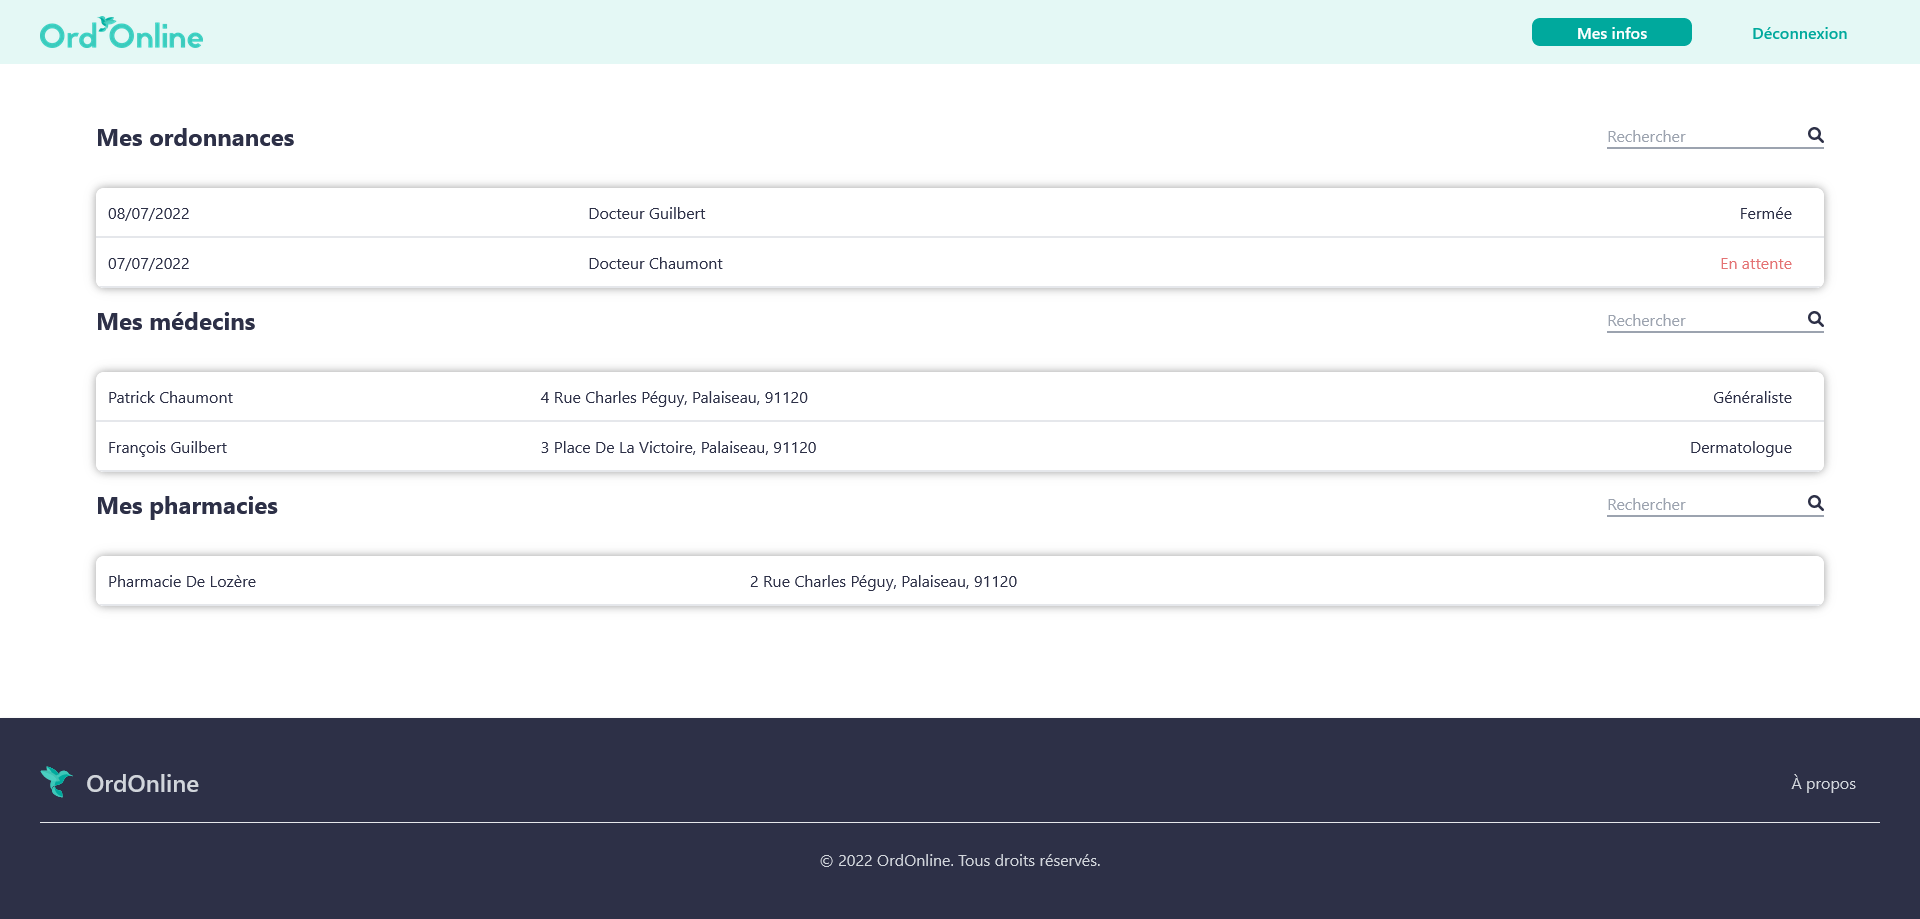 Ord'Online
Mes infos
Déconnexion
Mes ordonnances
Rechercher
08/07/2022 Docteur Guilbert Fermée
07/07/2022 Docteur Chaumont En attente
Mes médecins
Rechercher
Patrick Chaumont 4 Rue Charles Péguy, Palaiseau, 91120 Généraliste
François Guilbert 3 Place De La Victoire, Palaiseau, 91120 Dermatologue
Mes pharmacies
Rechercher
Pharmacie De Lozère 2 Rue Charles Péguy, Palaiseau, 91120
OrdOnline
À propos
© 2022 OrdOnline. Tous droits réservés.